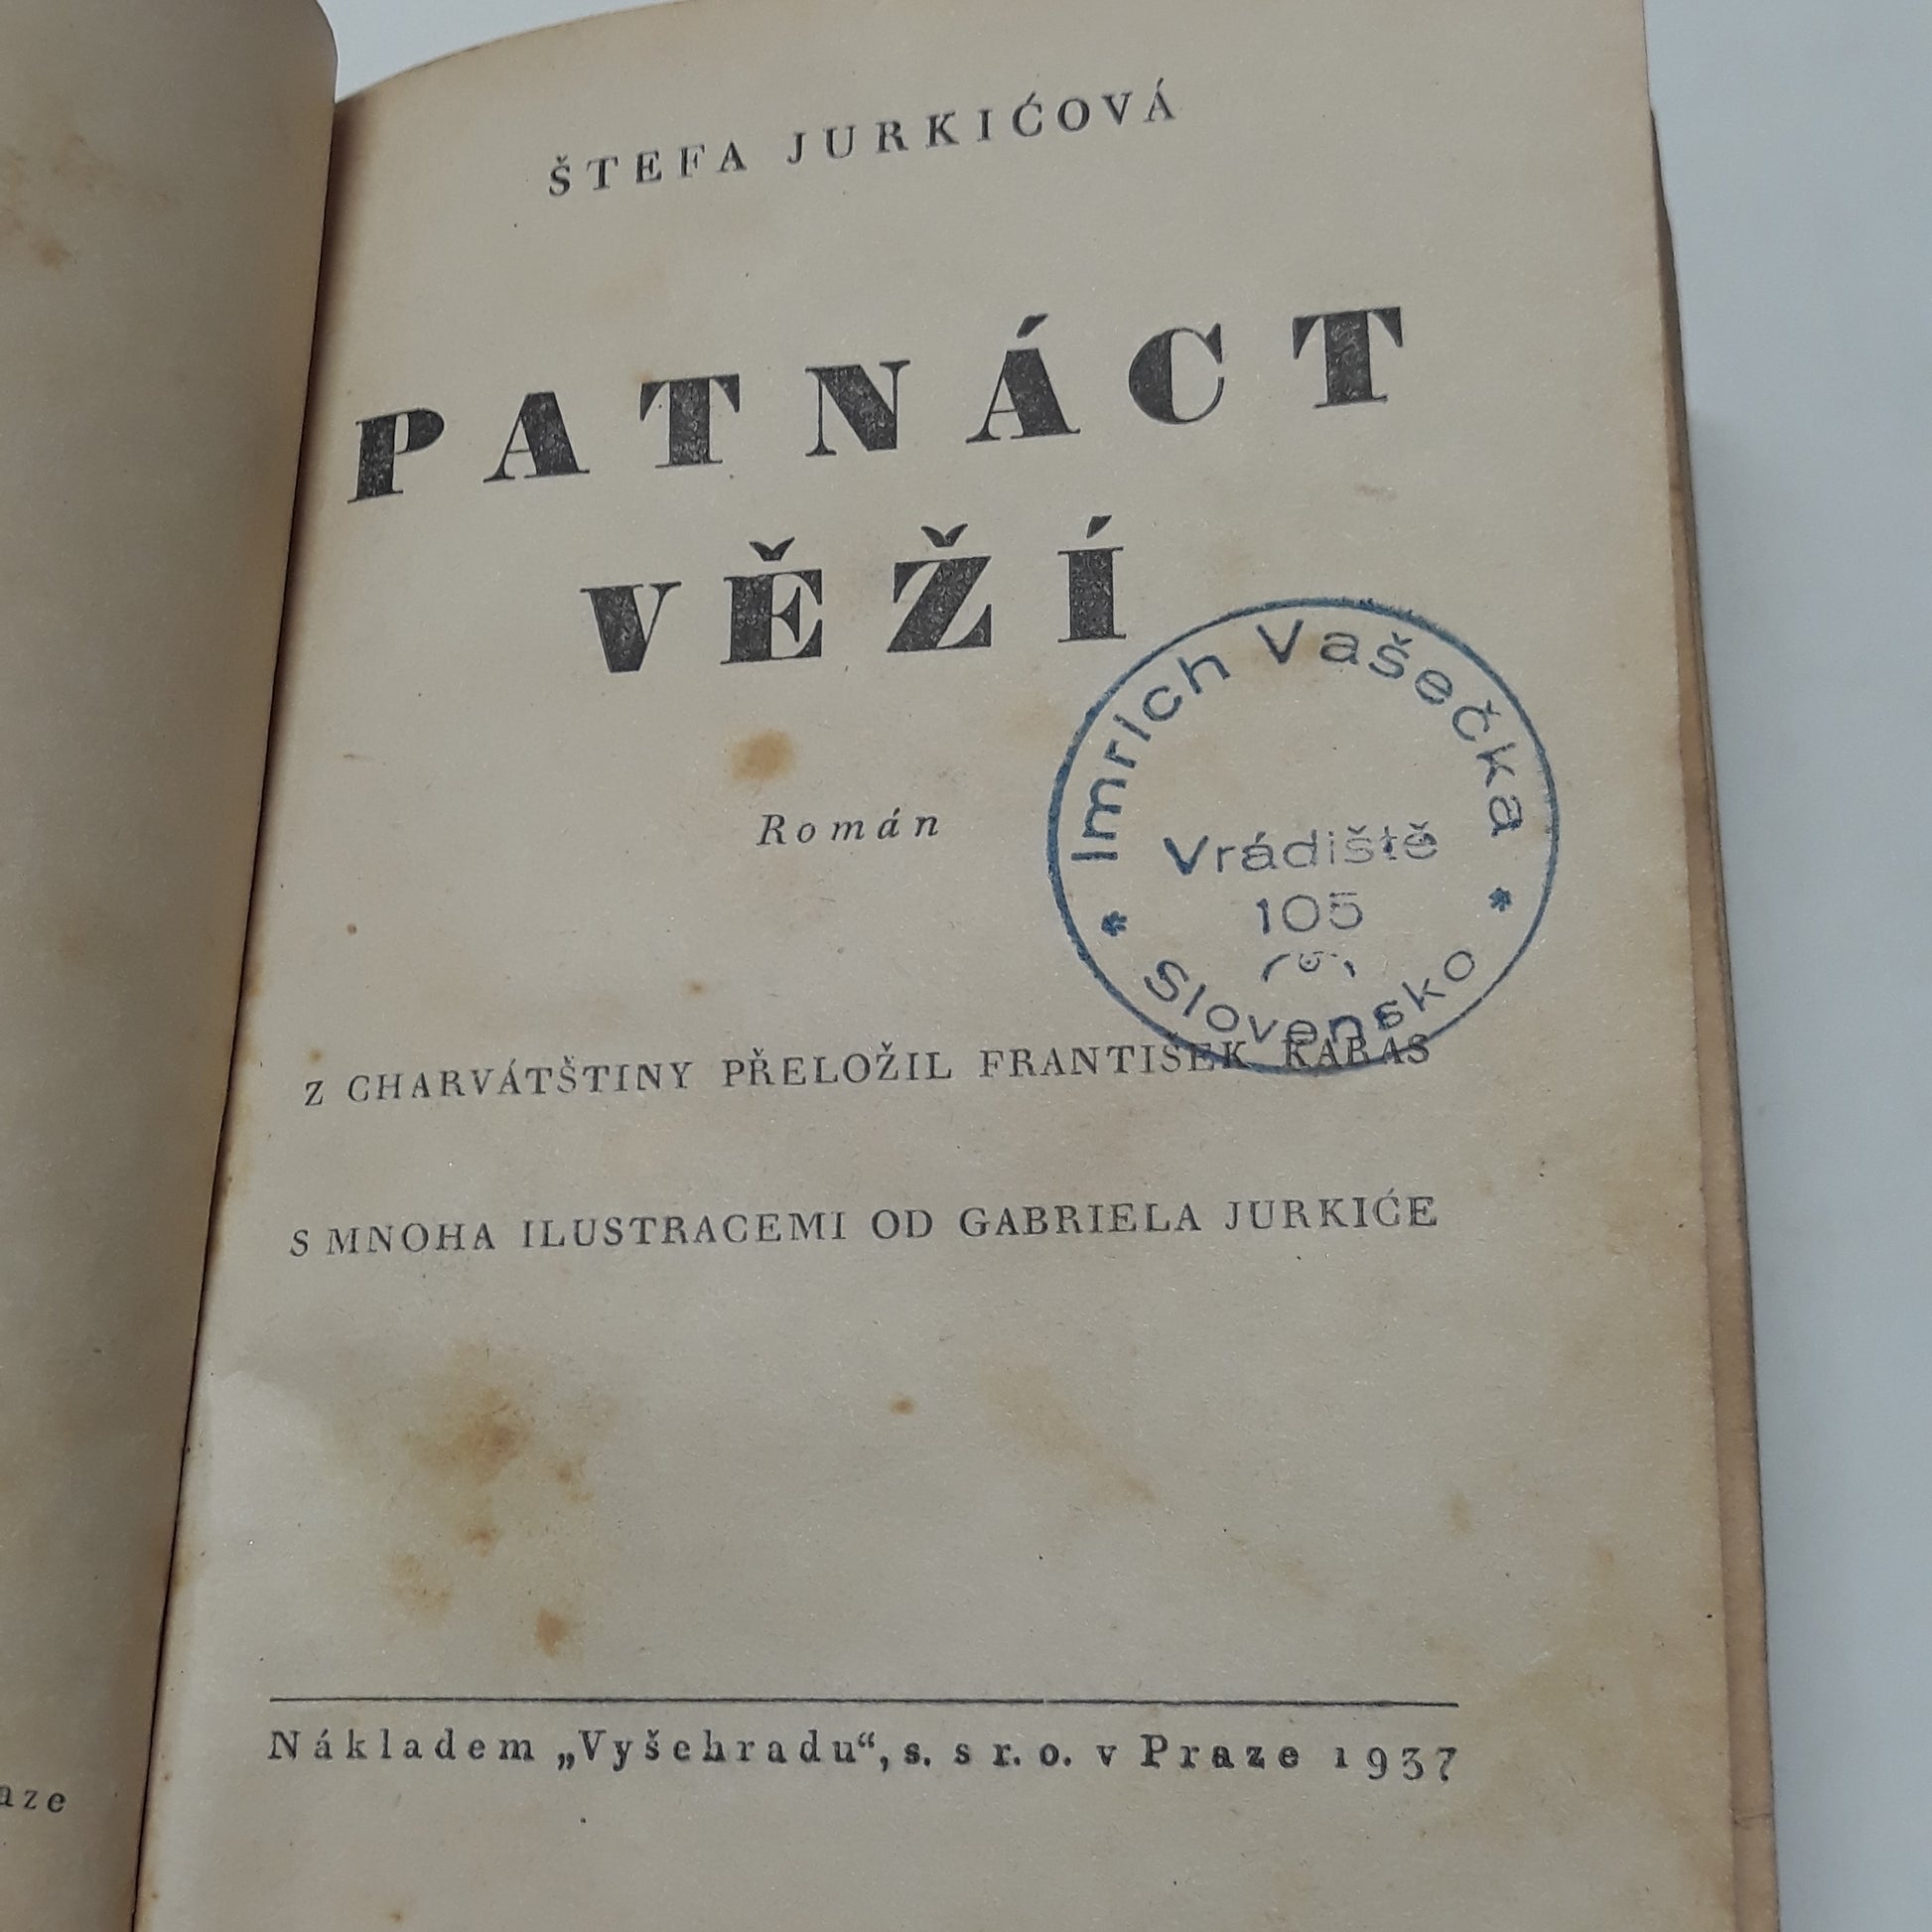 ŠTEFA JURKIĆOVÁ
PATNÁCT
VĚŽÍ
Román
Imrich Vašečka
Vrádiště
105
Slovensko
Z CHARVÁTŠTINY PŘELOŽIL FRANTIŠEK KARAS
S MNOHA ILUSTRACEMI OD GABRIELA JURKIĆE
Nákladem „Vyšehradu“, s. s r. o. v Praze 1937
aze